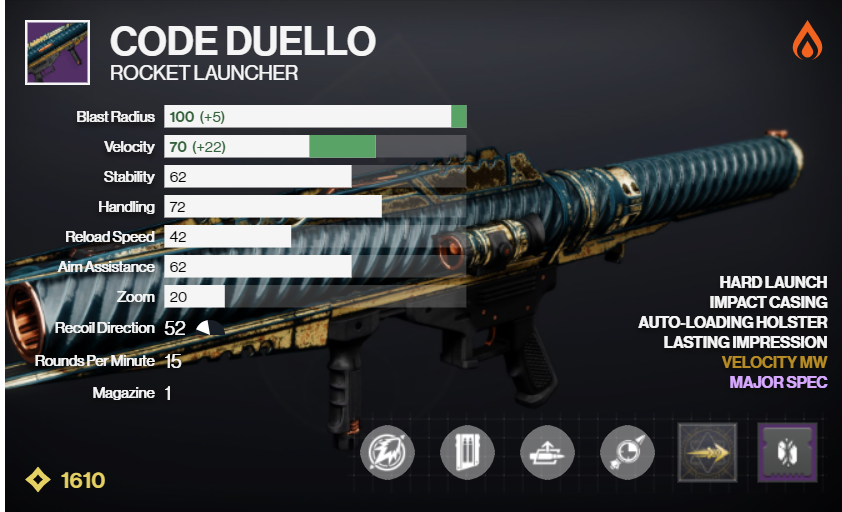 CODE DUELLO
ROCKET LAUNCHER
Blast Radius 100 (+5)
Velocity 70 (+22)
Stability 62
Handling 72
Reload Speed 42
Aim Assistance 62
Zoom 20
Recoil Direction 52
Rounds Per Minute 15
Magazine 1
HARD LAUNCH
IMPACT CASING
AUTO-LOADING HOLSTER
LASTING IMPRESSION
VELOCITY MW
MAJOR SPEC
1610